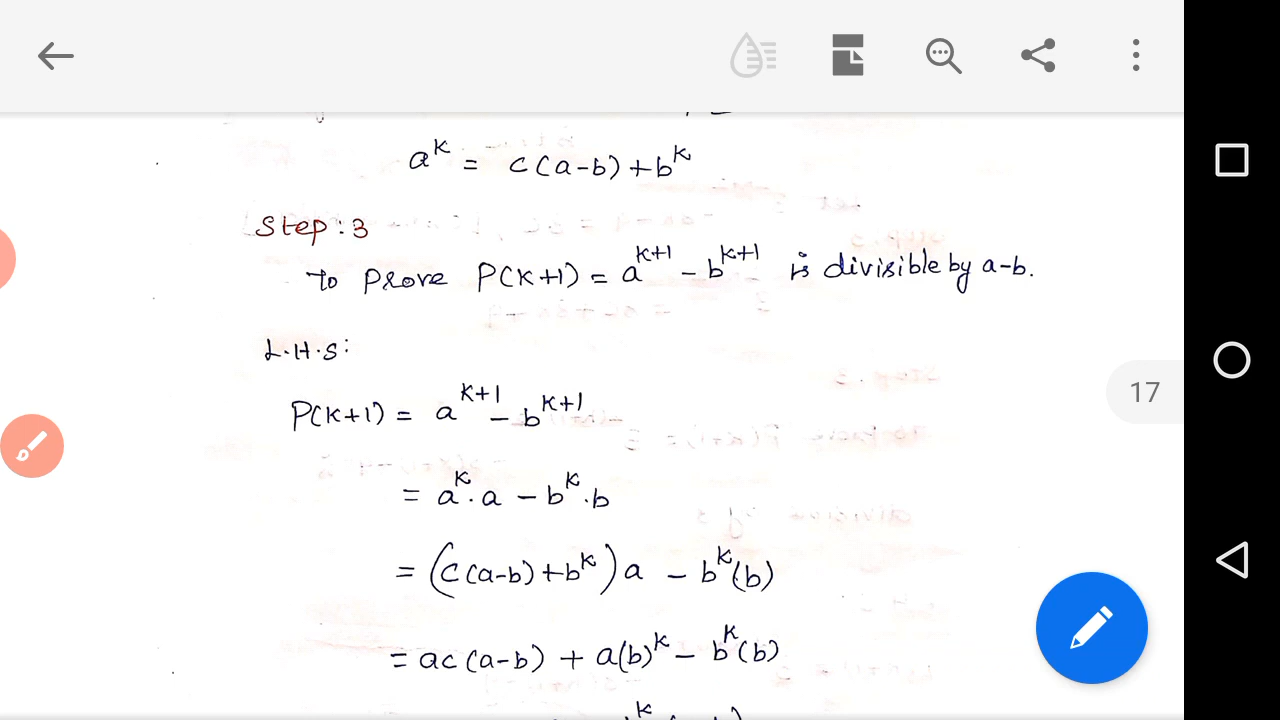 a^k = c(a-b)+b^k
Step:3
To Prove P(k+1) = a^{k+1} - b^{k+1} is divisible by a-b.
L.H.S:
P(k+1) = a^{k+1} - b^{k+1}
= a^k.a - b^k.b
= (c(a-b)+b^k)a - b^k(b)
= ac(a-b) + a(b)^k - b^k(b)
17